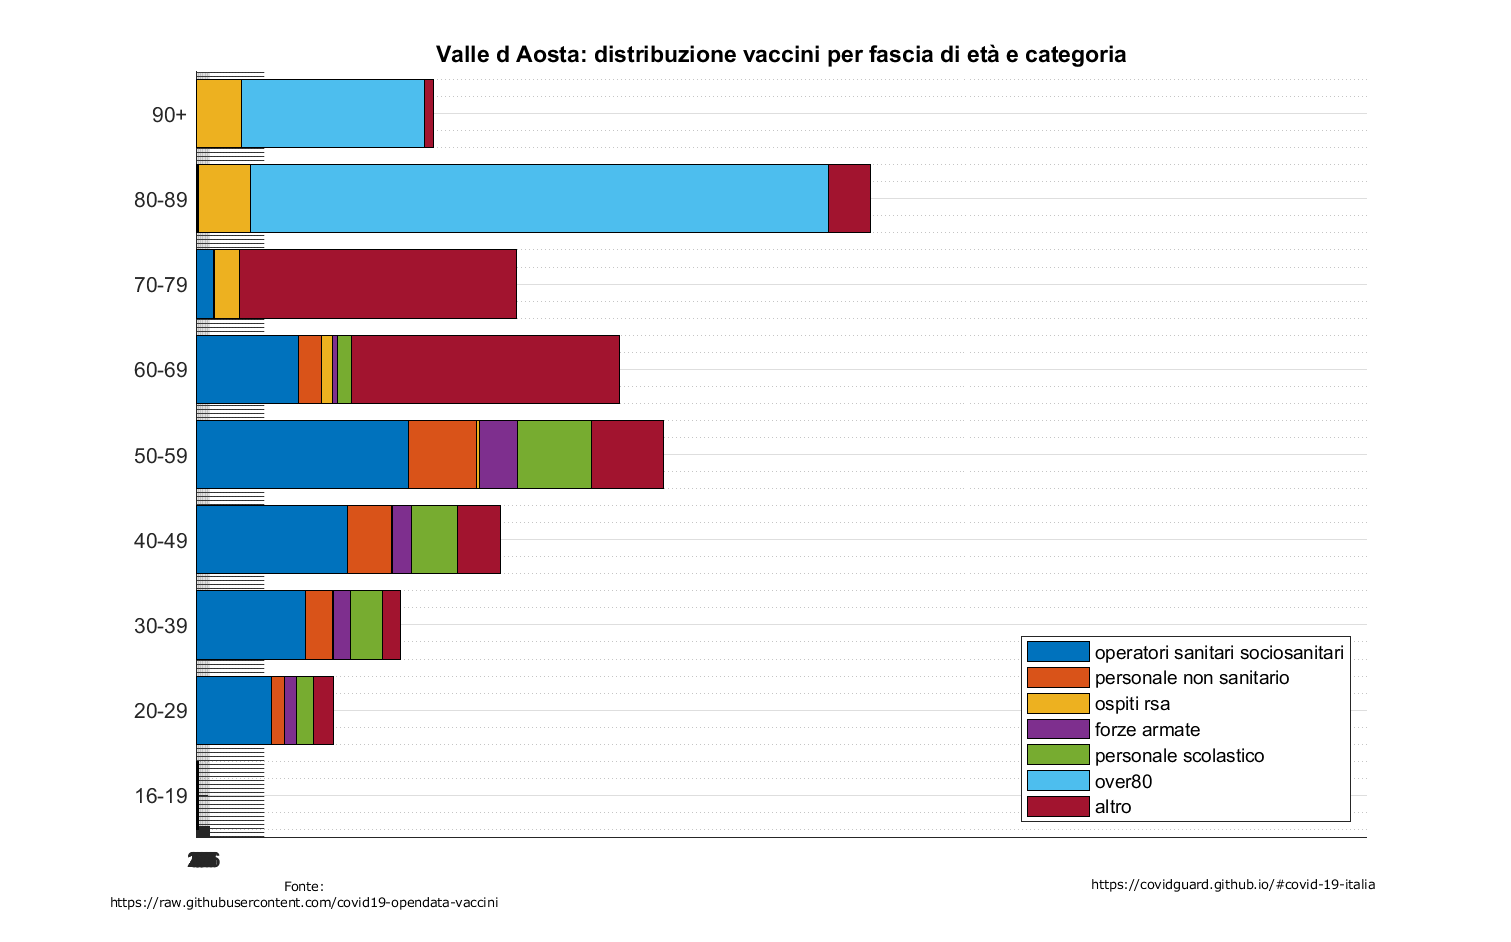 Valle d Aosta: distribuzione vaccini per fascia di età e categoria
90+
80-89
70-79
60-69
50-59
40-49
30-39
20-29
16-19
operatori sanitari sociosanitari
personale non sanitario
ospiti rsa
forze armate
personale scolastico
over80
altro
Fonte:
https://raw.githubusercontent.com/covid19-opendata-vaccini
https://covidguard.github.io/#covid-19-italia